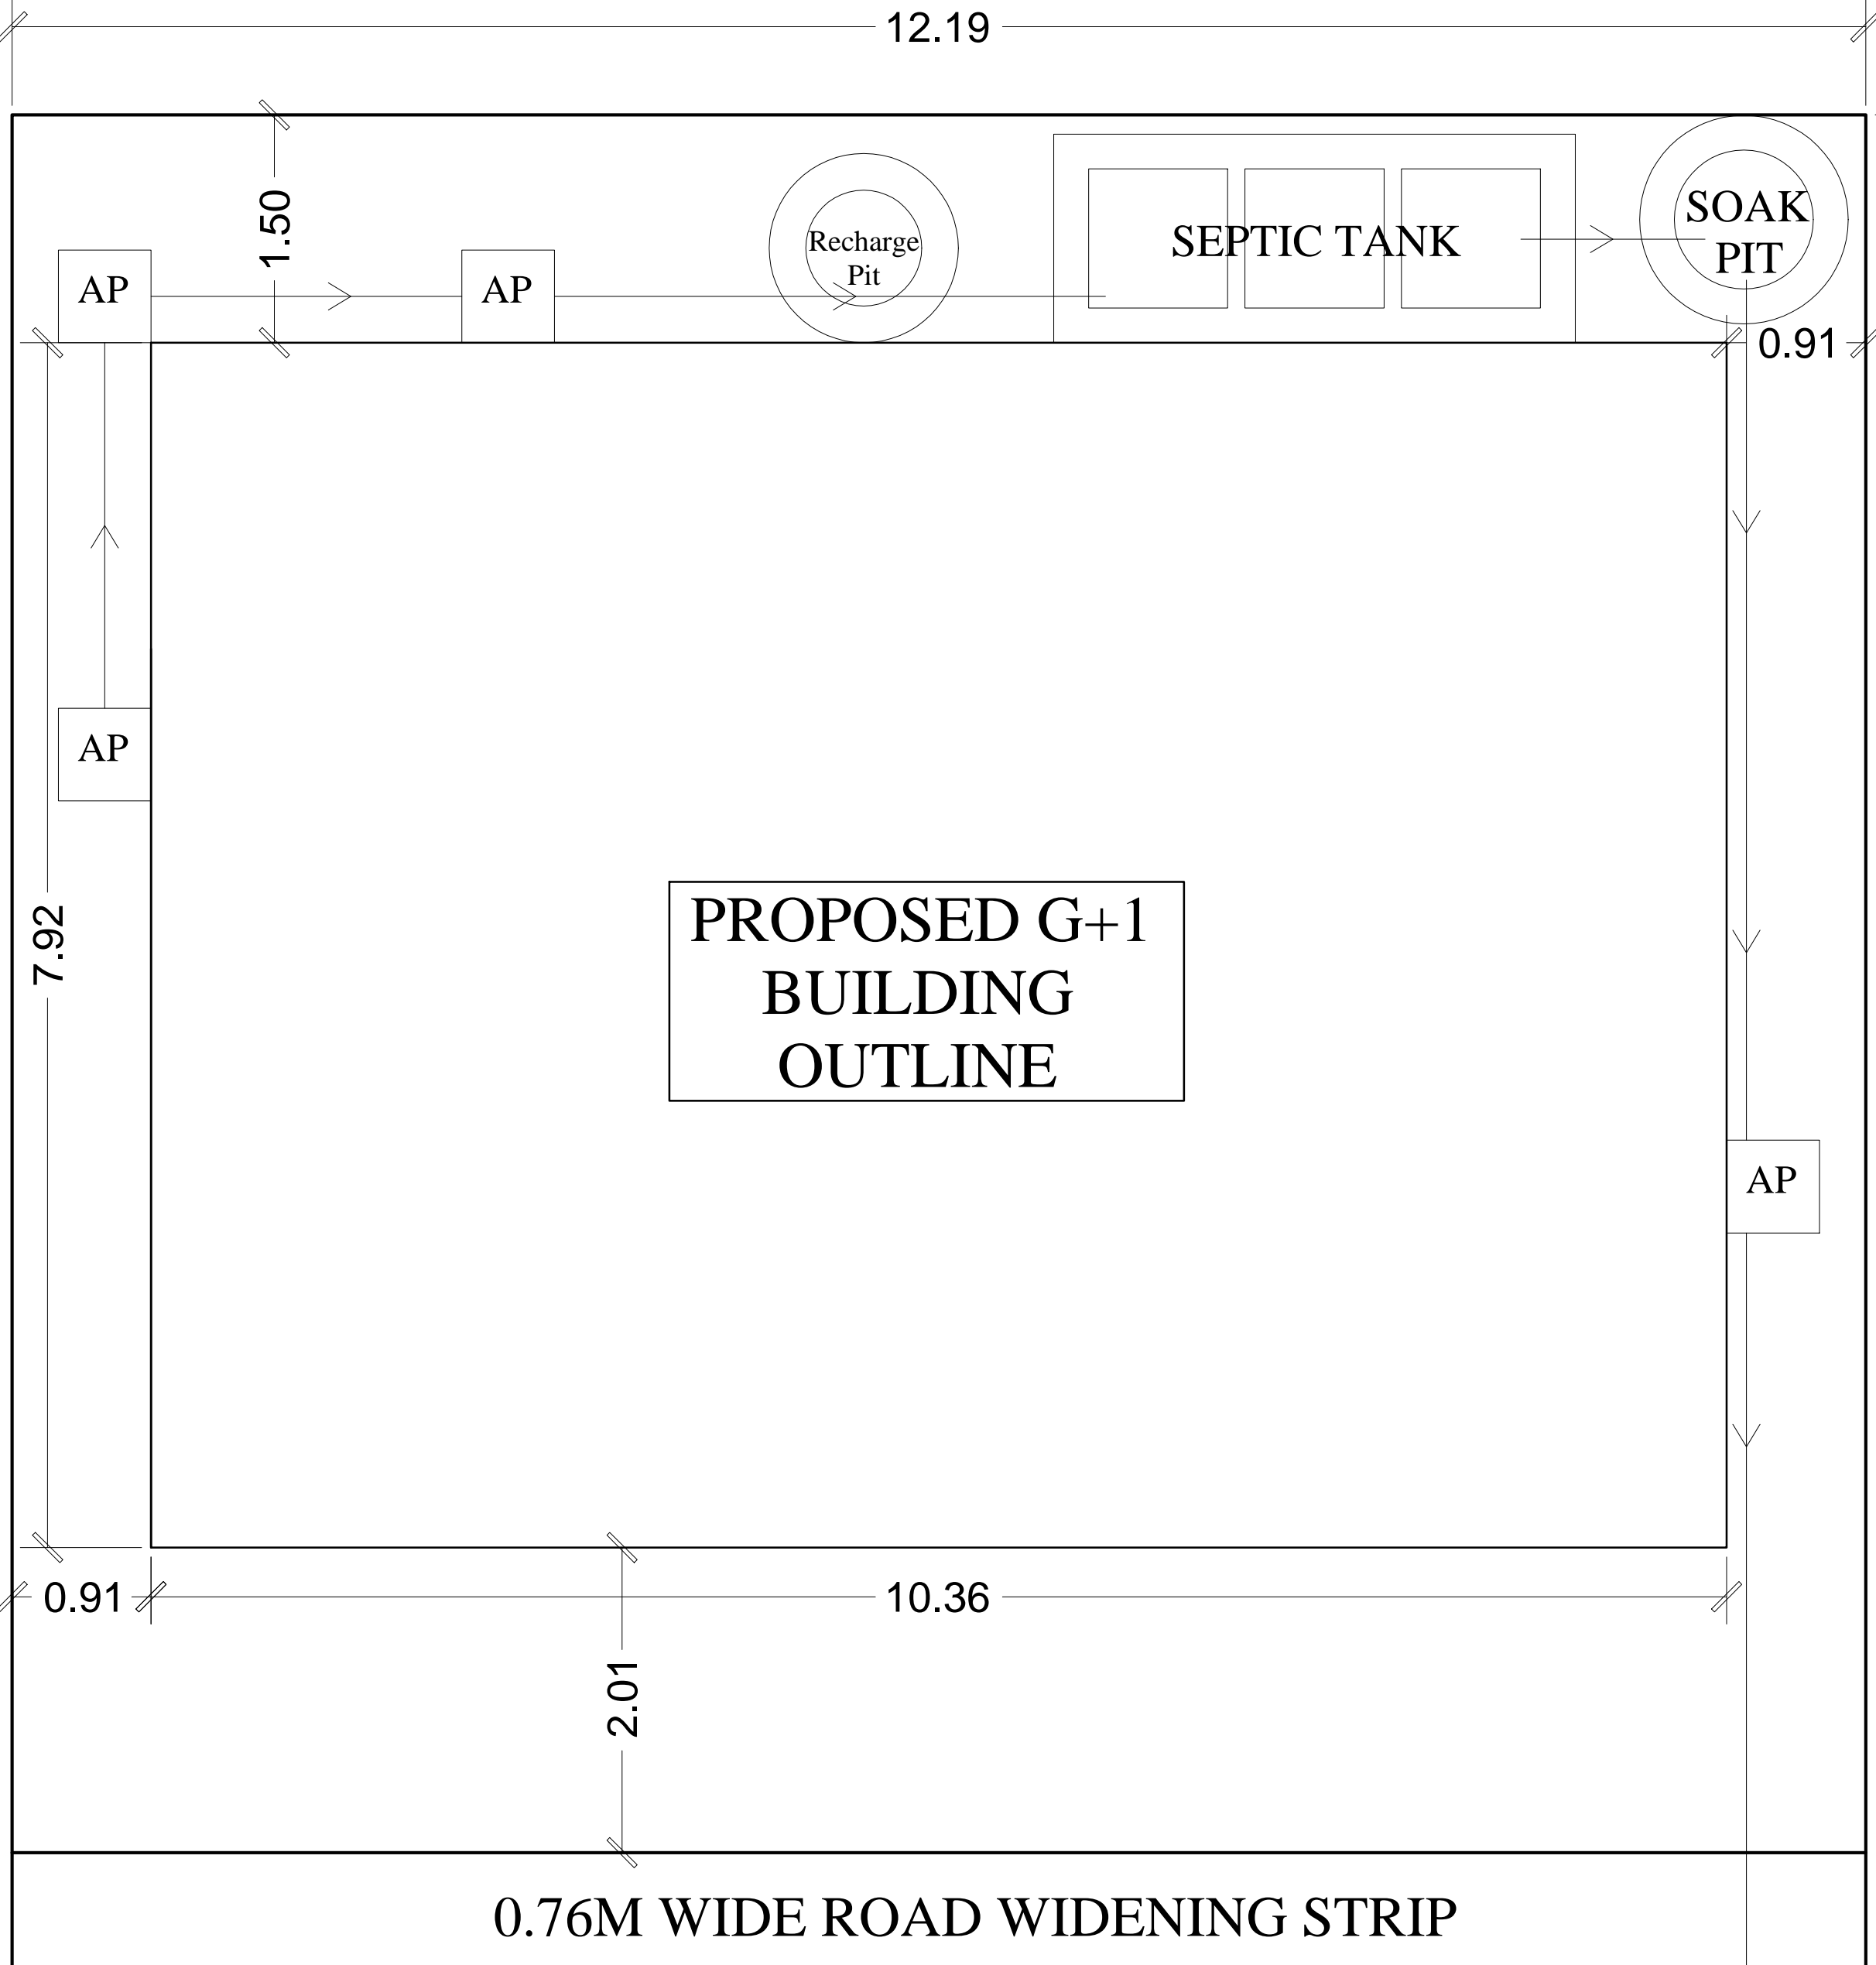 12.19
1.50
Recharge
Pit
SEPTIC TANK
SOAK
PIT
AP
AP
0.91
AP
7.92
PROPOSED G+1
BUILDING
OUTLINE
AP
0.91
10.36
2.01
0.76M WIDE ROAD WIDENING STRIP